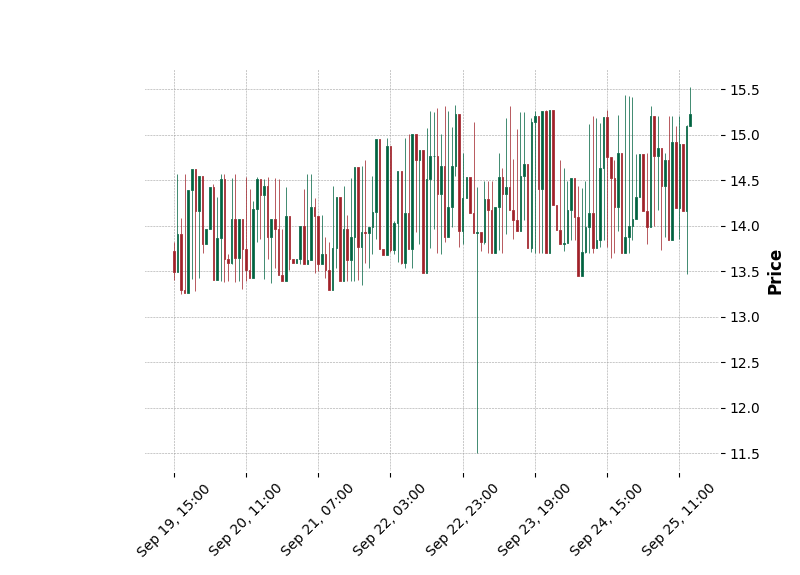 15.5
15.0
14.5
14.0
13.5
13.0
12.5
12.0
11.5
Price
Sep 19, 15:00
Sep 20, 11:00
Sep 21, 07:00
Sep 22, 03:00
Sep 22, 23:00
Sep 23, 19:00
Sep 24, 15:00
Sep 25, 11:00